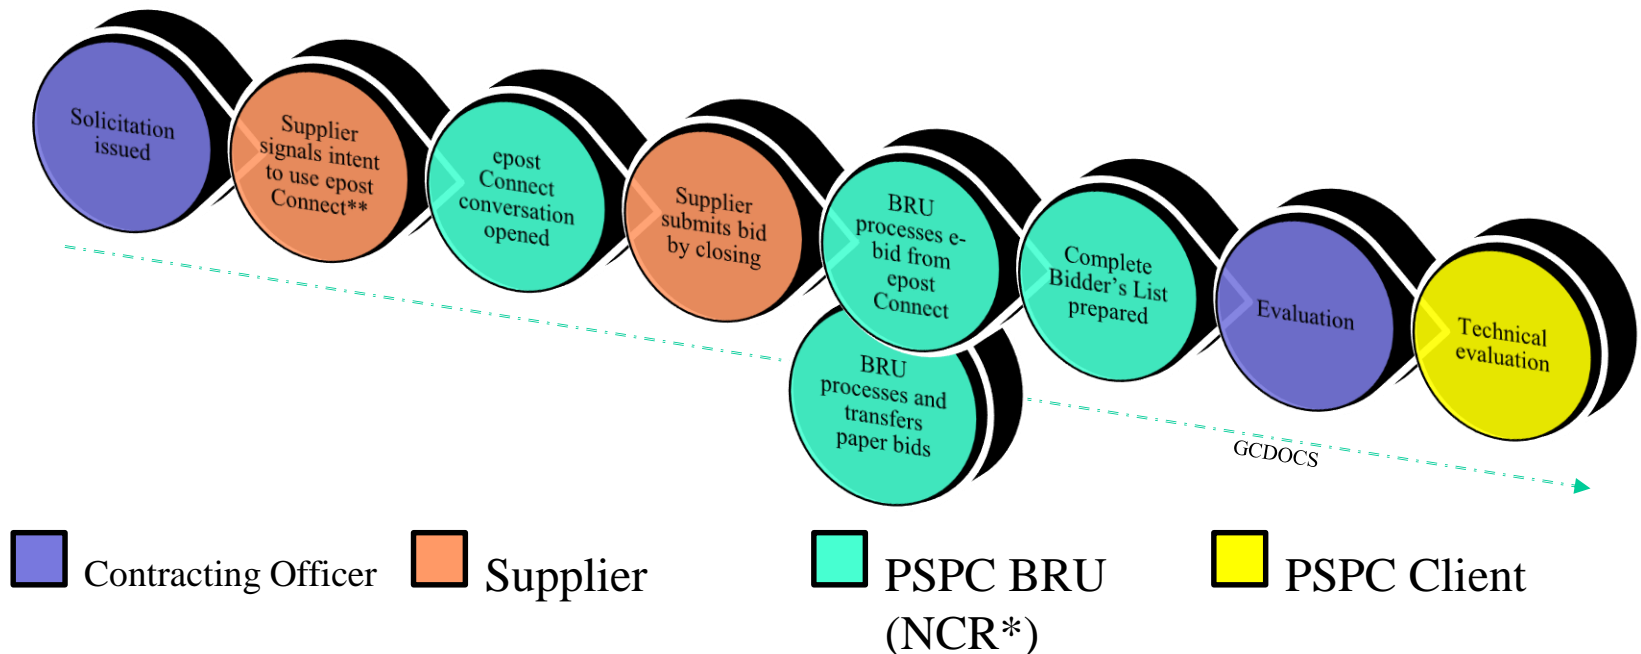 Solicitation
issued
Supplier
signals intent
to use epost
Connect**
epost
Connect
conversation
opened
Supplier
submits bid
by closing
BRU
processes e-
bid from
epost
Connect
BRU
processes and
transfers
paper bids
Complete
Bidder’s List
prepared
Evaluation
Technical
evaluation
GCDOCS
Contracting Officer
Supplier
PSPC BRU
(NCR*)
PSPC Client